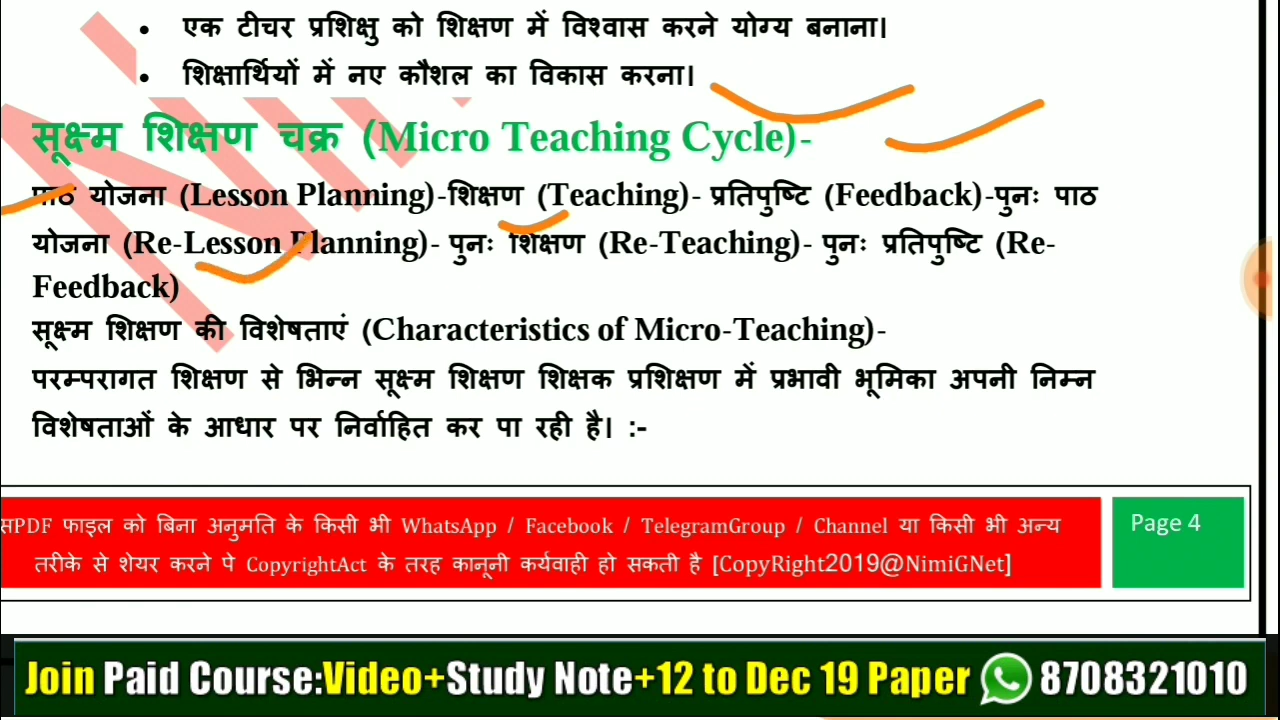 • एक टीचर प्रशिक्षु को शिक्षण में विश्वास करने योग्य बनाना।
• शिक्षार्थियों में नए कौशल का विकास करना।
सूक्ष्म शिक्षण चक्र (Micro Teaching Cycle)-
पाठ योजना (Lesson Planning)-शिक्षण (Teaching)- प्रतिपुष्टि (Feedback)-पुनः पाठ
योजना (Re-Lesson Planning)- पुनः शिक्षण (Re-Teaching)- पुनः प्रतिपुष्टि (Re-
Feedback)
सूक्ष्म शिक्षण की विशेषताएं (Characteristics of Micro-Teaching)-
परम्परागत शिक्षण से भिन्न सूक्ष्म शिक्षण शिक्षक प्रशिक्षण में प्रभावी भूमिका अपनी निम्न
विशेषताओं के आधार पर निर्वाहित कर पा रही है। :-
सPDF फाइल को बिना अनुमति के किसी भी WhatsApp / Facebook / TelegramGroup / Channel या किसी भी अन्य
तरीके से शेयर करने पे CopyrightAct के तरह कानूनी कर्यवाही हो सकती है [CopyRight2019@NimiGNet]
Page 4
Join Paid Course:Video+Study Note+12 to Dec 19 Paper 8708321010